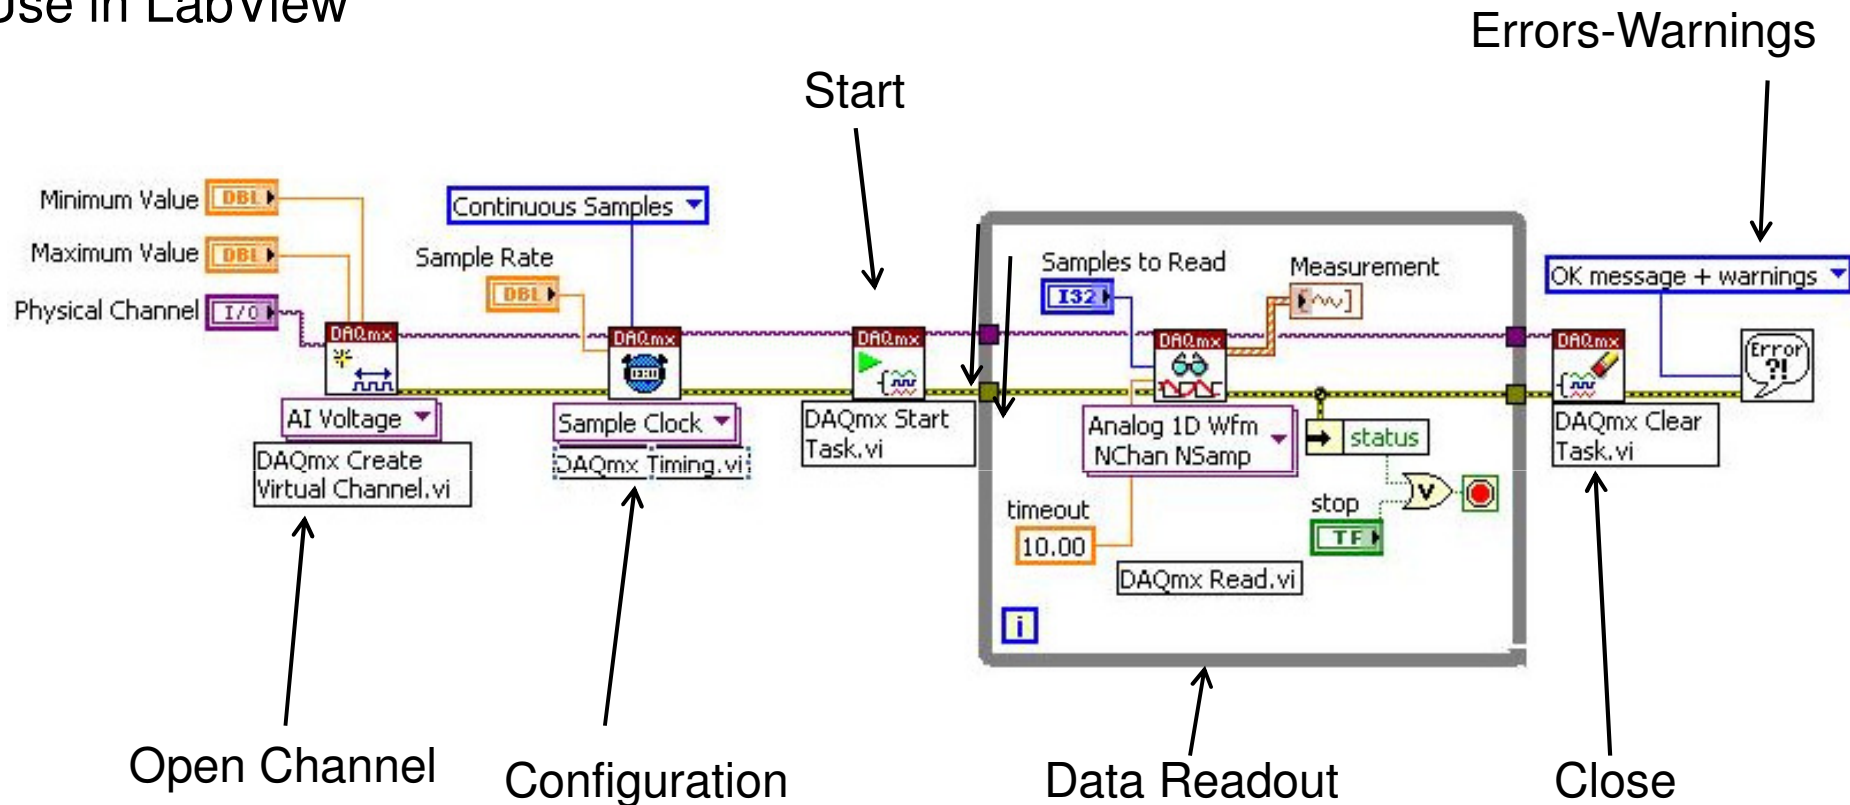 Use in LabView
Errors-Warnings
Start
Minimum Value
DBL
Maximum Value
DBL
Physical Channel
I/O
Continuous Samples
Sample Rate
DBL
Samples to Read
I32
Measurement
OK message + warnings
DAQmx
DAQmx
DAQmx
DAQmx
DAQmx
Error
?!
AI Voltage
DAQmx Create
Virtual Channel.vi
Sample Clock
DAQmx Timing.vi
DAQmx Start
Task.vi
Analog 1D Wfm
NChan NSamp
status
V
DAQmx Clear
Task.vi
timeout
10.00
stop
TF
DAQmx Read.vi
i
Open Channel
Configuration
Data Readout
Close